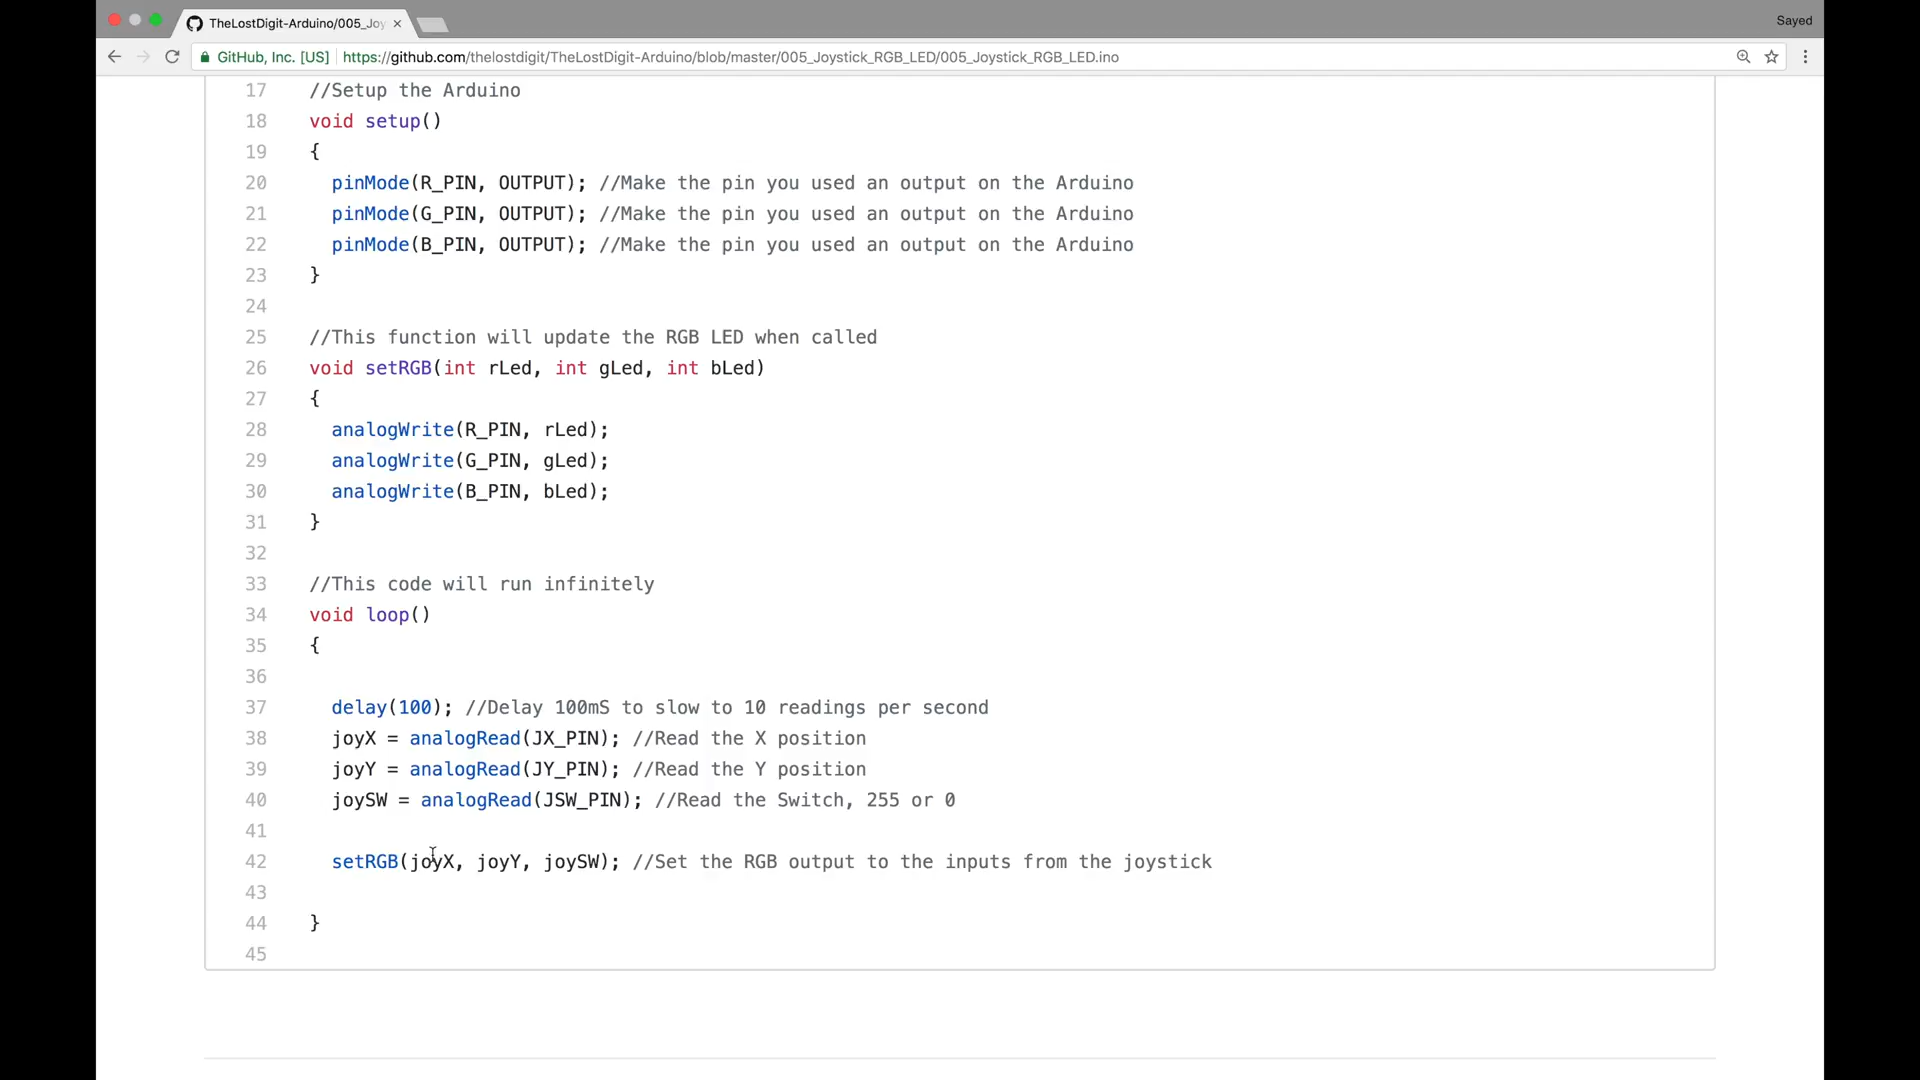 TheLostDigit-Arduino/005_Joy
Sayed
GitHub, Inc. [US] https://github.com/thelostdigit/TheLostDigit-Arduino/blob/master/005_Joystick_RGB_LED/005_Joystick_RGB_LED.ino
17 //Setup the Arduino
18 void setup()
19 {
20 pinMode(R_PIN, OUTPUT); //Make the pin you used an output on the Arduino
21 pinMode(G_PIN, OUTPUT); //Make the pin you used an output on the Arduino
22 pinMode(B_PIN, OUTPUT); //Make the pin you used an output on the Arduino
23 }
24
25 //This function will update the RGB LED when called
26 void setRGB(int rLed, int gLed, int bLed)
27 {
28 analogWrite(R_PIN, rLed);
29 analogWrite(G_PIN, gLed);
30 analogWrite(B_PIN, bLed);
31 }
32
33 //This code will run infinitely
34 void loop()
35 {
36
37 delay(100); //Delay 100mS to slow to 10 readings per second
38 joyX = analogRead(JX_PIN); //Read the X position
39 joyY = analogRead(JY_PIN); //Read the Y position
40 joySW = analogRead(JSW_PIN); //Read the Switch, 255 or 0
41
42 setRGB(joyX, joyY, joySW); //Set the RGB output to the inputs from the joystick
43
44 }
45